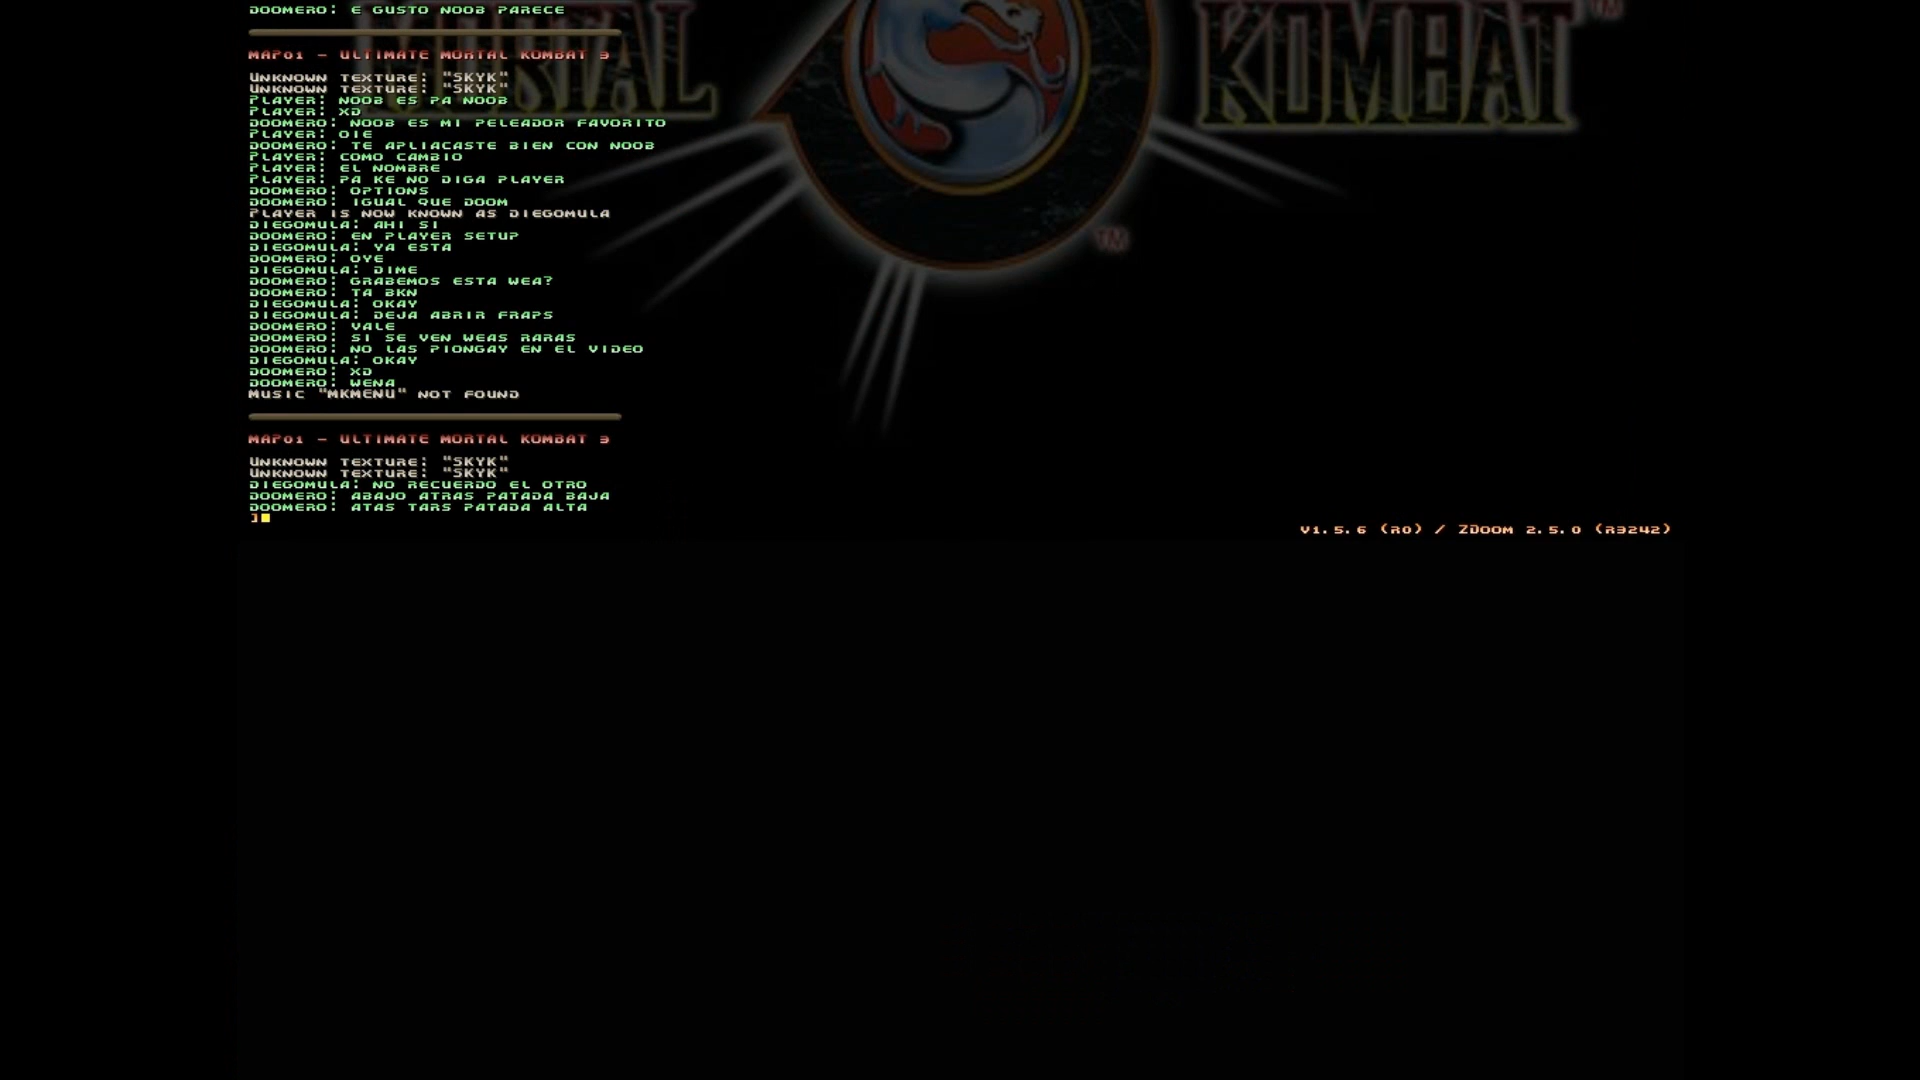 DOOMERO: E GUSTO NOOB PARECE
MORTAL KOMBAT TM
MAP01 - ULTIMATE MORTAL KOMBAT 3
UNKNOWN TEXTURE: "SKYK"
UNKNOWN TEXTURE: "SKYK"
PLAYER: NOOB ES PA NOOB
PLAYER: XD
DOOMERO: NOOB ES MI PELEADOR FAVORITO
PLAYER: OIE
DOOMERO: TE APLIACASTE BIEN CON NOOB
PLAYER: COMO CAMBIO
PLAYER: EL NOMBRE
PLAYER: PA KE NO DIGA PLAYER
DOOMERO: OPTIONS
DOOMERO: IGUAL QUE DOOM
PLAYER IS NOW KNOWN AS DIEGOMULA
DIEGOMULA: AHI SI
DOOMERO: EN PLAYER SETUP
DIEGOMULA: YA ESTA
TM
DOOMERO: OYE
DIEGOMULA: DIME
DOOMERO: GRABEMOS ESTA WEA?
DOOMERO: TA BKN
DIEGOMULA: OKAY
DIEGOMULA: DEJA ABRIR FRAPS
DOOMERO: VALE
DOOMERO: SI SE VEN WEAS RARAS
DOOMERO: NO LAS PIONGAY EN EL VIDEO
DIEGOMULA: OKAY
DOOMERO: XD
DOOMERO: WENA
MUSIC "MKMENU" NOT FOUND
MAP01 - ULTIMATE MORTAL KOMBAT 3
UNKNOWN TEXTURE: "SKYK"
UNKNOWN TEXTURE: "SKYK"
DIEGOMULA: NO RECUERDO EL OTRO
DOOMERO: ABAJO ATRAS PATADA BAJA
DOOMERO: ATAS TARS PATADA ALTA
]
V1.5.6 (R0) / ZDOOM 2.5.0 (R3242)